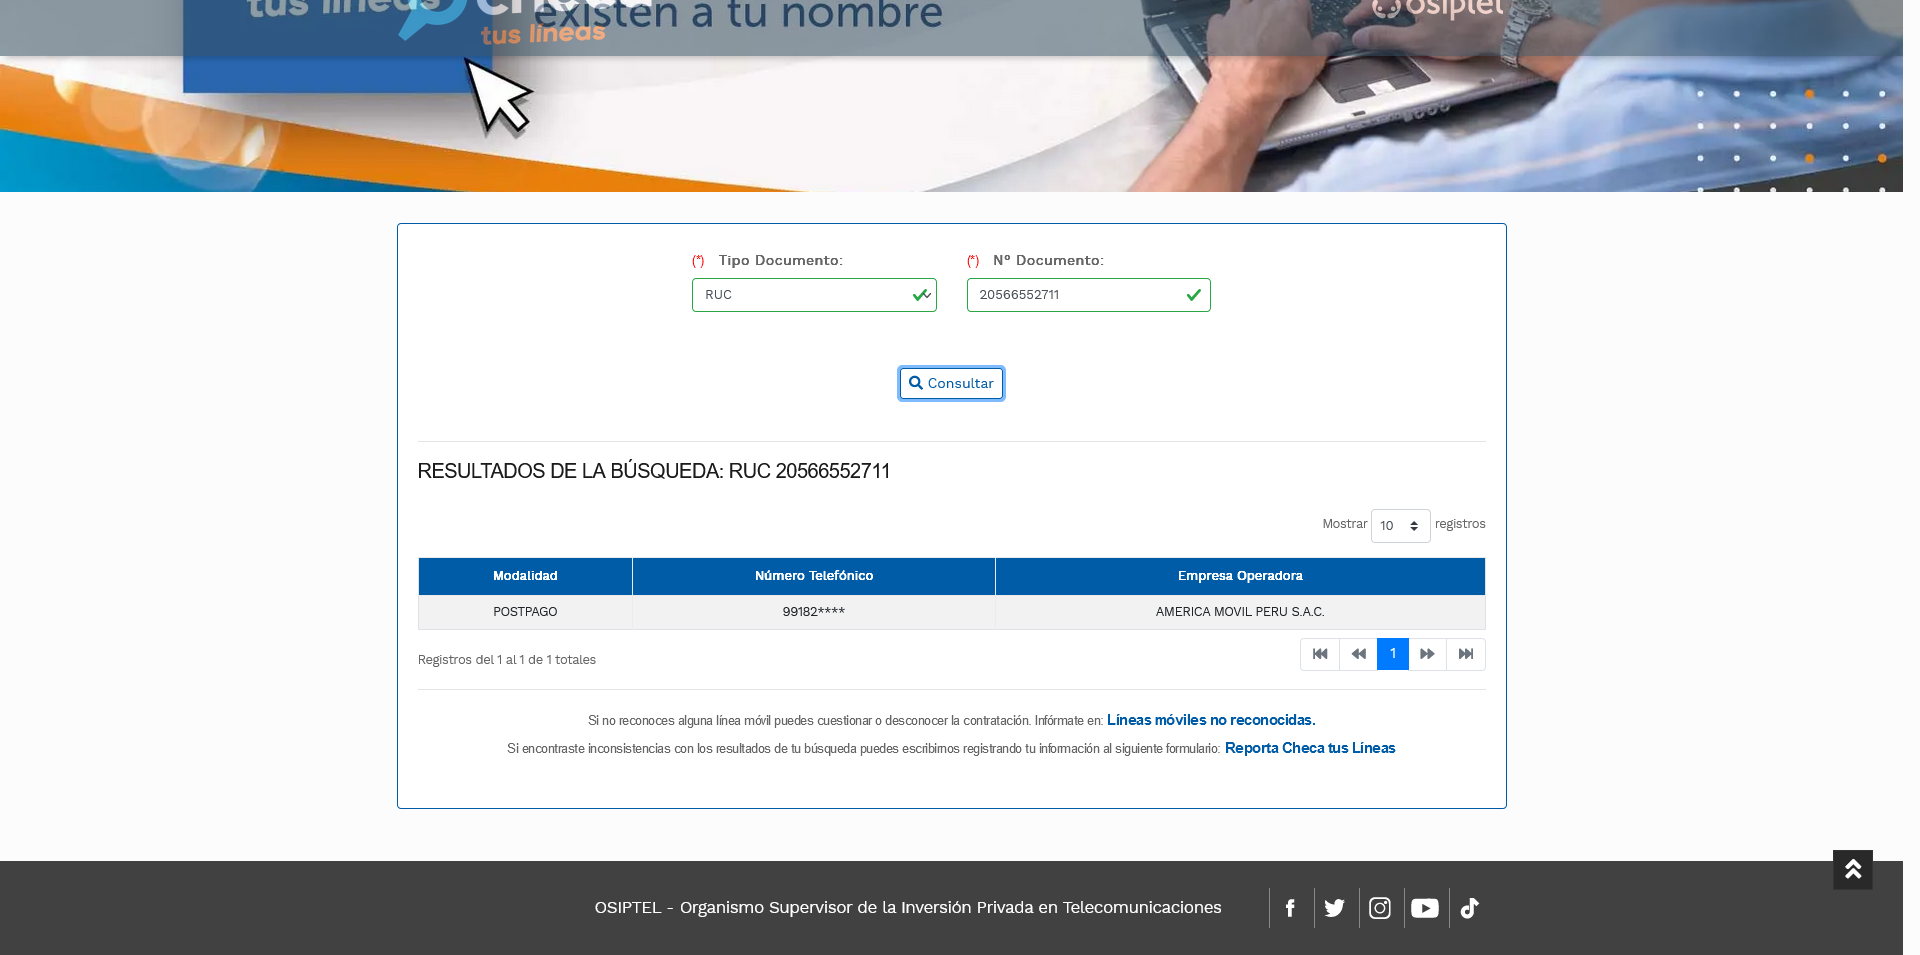 existen a tu nombre
tus líneas
osiptel
(*) Tipo Documento:
(*) Nº Documento:
RUC
20566552711
Consultar
RESULTADOS DE LA BÚSQUEDA: RUC 20566552711
Mostrar 10 registros
Modalidad Número Telefónico Empresa Operadora
POSTPAGO 99182**** AMERICA MOVIL PERU S.A.C.
Registros del 1 al 1 de 1 totales
1
Si no reconoces alguna línea móvil puedes cuestionar o desconocer la contratación. Infórmate en: Líneas móviles no reconocidas.
Si encontraste inconsistencias con los resultados de tu búsqueda puedes escribirnos registrando tu información al siguiente formulario: Reporta Checa tus Líneas
OSIPTEL - Organismo Supervisor de la Inversión Privada en Telecomunicaciones